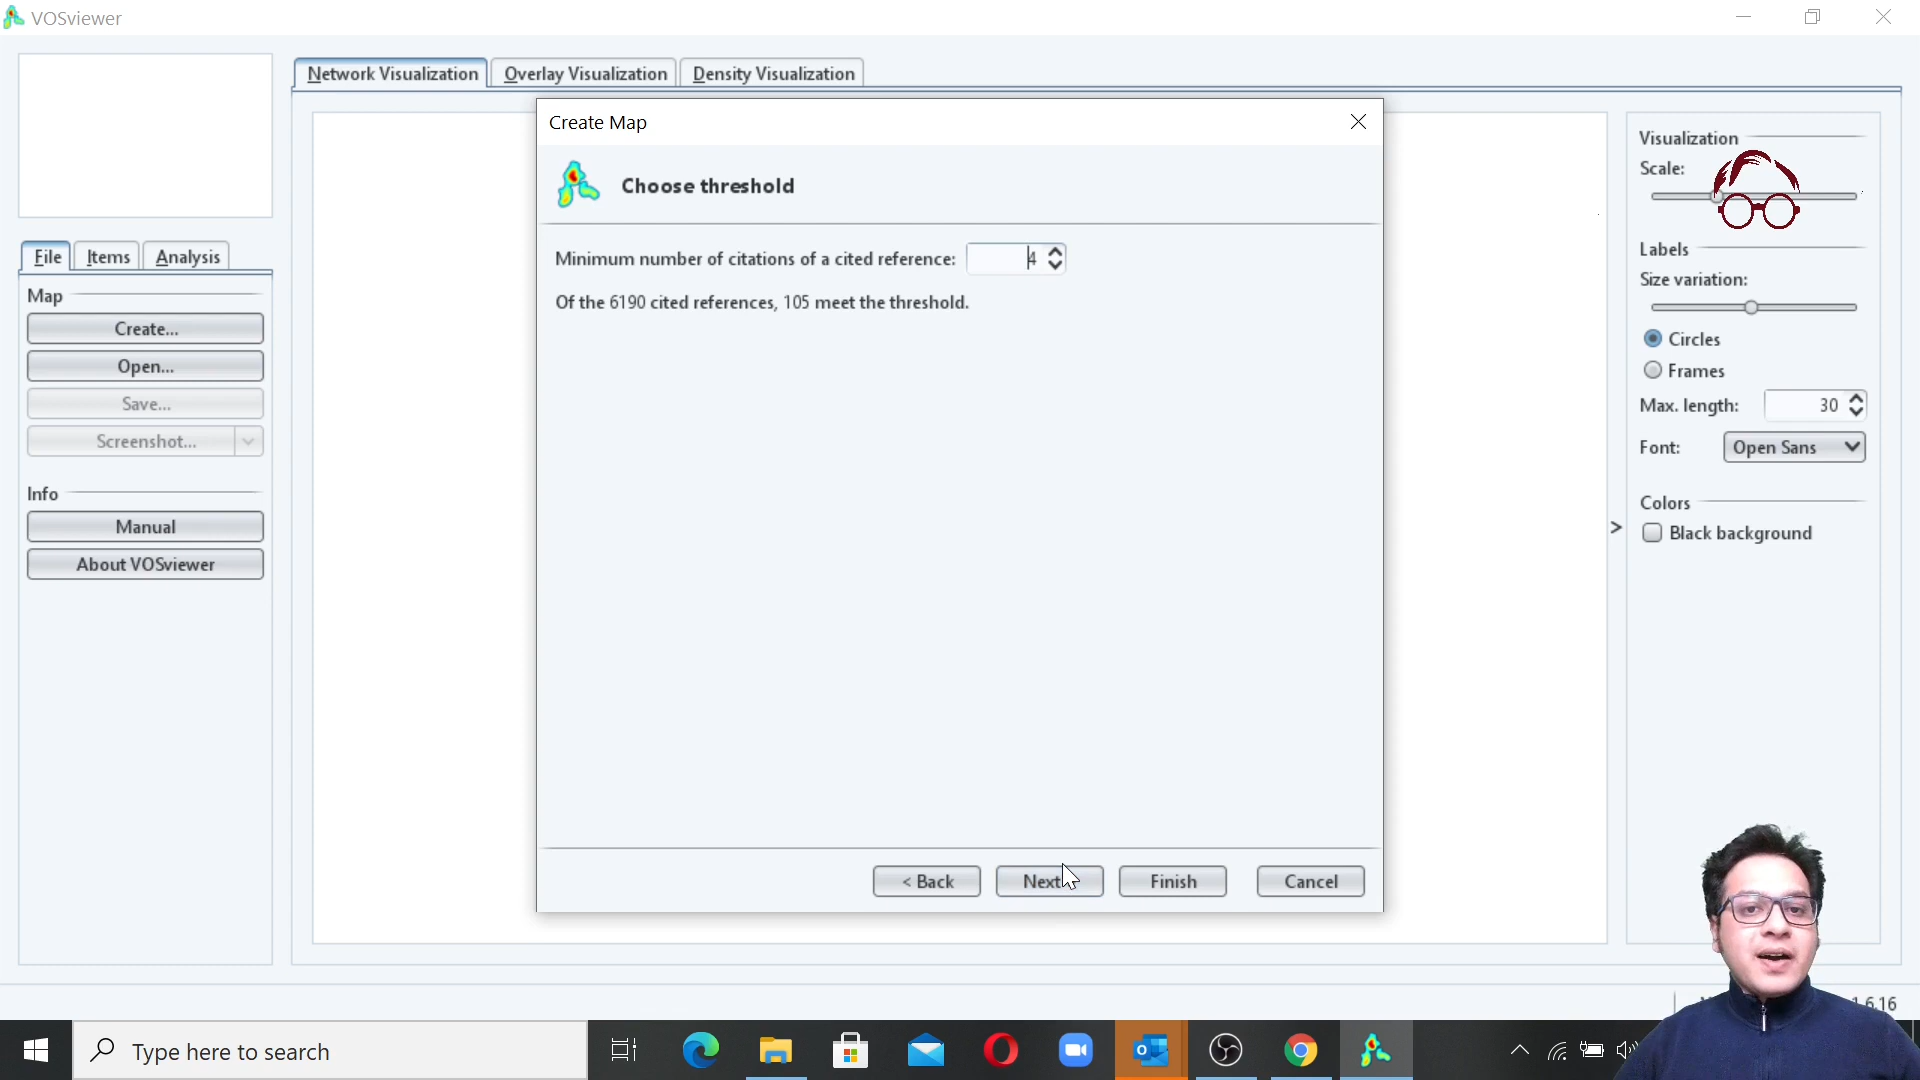 VOSviewer
Network Visualization Overlay Visualization Density Visualization
Create Map
Choose threshold
Minimum number of citations of a cited reference: 4
Of the 6190 cited references, 105 meet the threshold.
< Back Next Finish Cancel
File Items Analysis
Map
Create...
Open...
Save...
Screenshot...
Info
Manual
About VOSviewer
Visualization
Scale:
Labels
Size variation:
Circles
Frames
Max. length: 30
Font: Open Sans
>
Colors
Black background
1.6.16
Type here to search